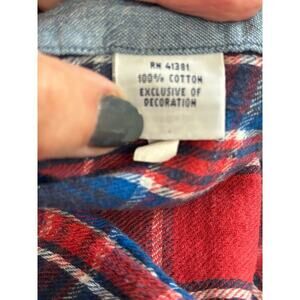 RN 41381
100% COTTON
EXCLUSIVE OF
DECORATION